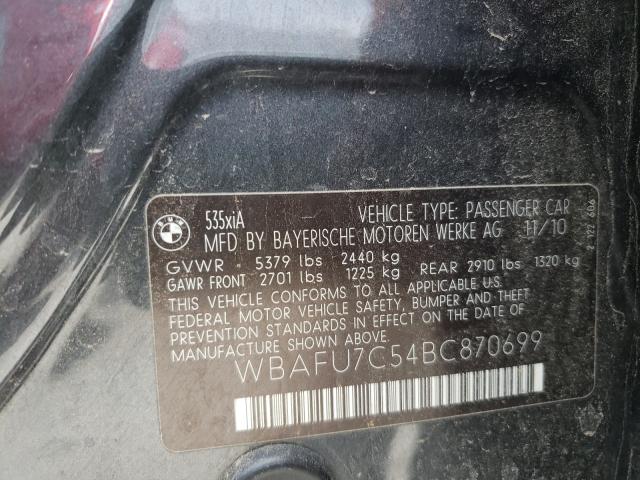 BMW
535xiA
VEHICLE TYPE: PASSENGER CAR
MFD BY BAYERISCHE MOTOREN WERKE AG 11/10
GVWR 5379 lbs 2440 kg
GAWR FRONT 2701 lbs 1225 kg REAR 2910 lbs 1320 kg
THIS VEHICLE CONFORMS TO ALL APPLICABLE U.S.
FEDERAL MOTOR VEHICLE SAFETY, BUMPER AND THEFT
PREVENTION STANDARDS IN EFFECT ON THE DATE OF
MANUFACTURE SHOWN ABOVE.
WBAFU7C54BC870699